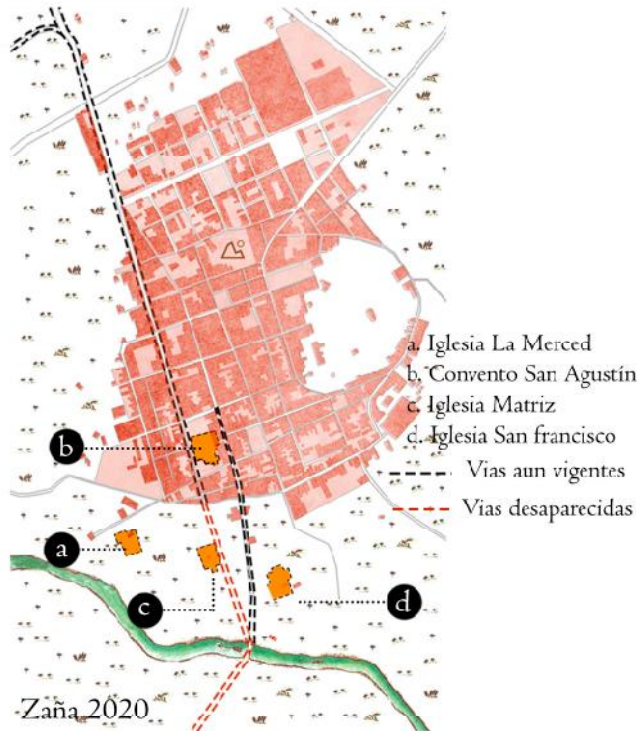 a. Iglesia La Merced
b. Convento San Agustín
c. Iglesia Matriz
d. Iglesia San francisco
Vias aun vigentes
Vias desaparecidas
b
a
c
d
Zaña 2020